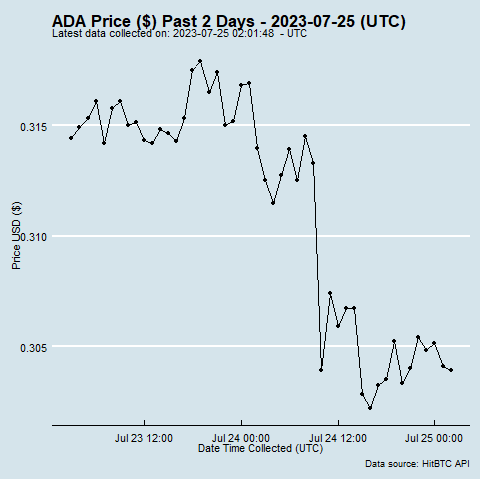 ADA Price ($) Past 2 Days - 2023-07-25 (UTC)
Latest data collected on: 2023-07-25 02:01:48 - UTC
0.315
0.310
0.305
Price USD ($)
Jul 23 12:00 Jul 24 00:00 Jul 24 12:00 Jul 25 00:00
Date Time Collected (UTC)
Data source: HitBTC API